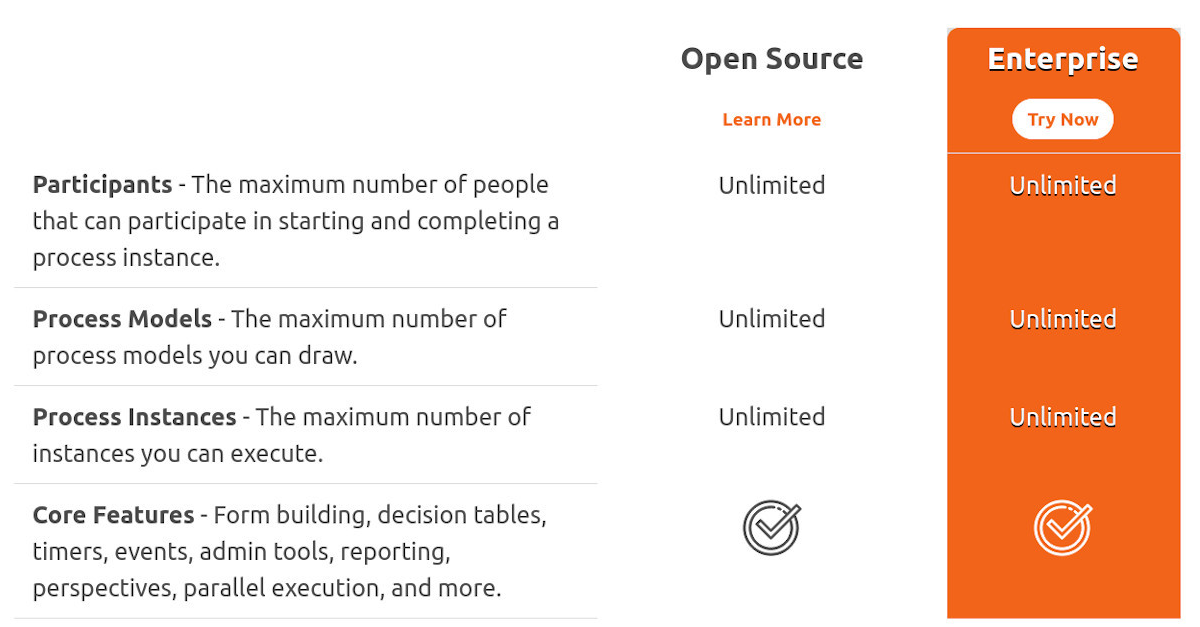 Open Source
Enterprise
Learn More
Try Now
Participants - The maximum number of people
that can participate in starting and completing a
process instance.
Unlimited
Unlimited
Process Models - The maximum number of
process models you can draw.
Unlimited
Unlimited
Process Instances - The maximum number of
instances you can execute.
Unlimited
Unlimited
Core Features - Form building, decision tables,
timers, events, admin tools, reporting,
perspectives, parallel execution, and more.